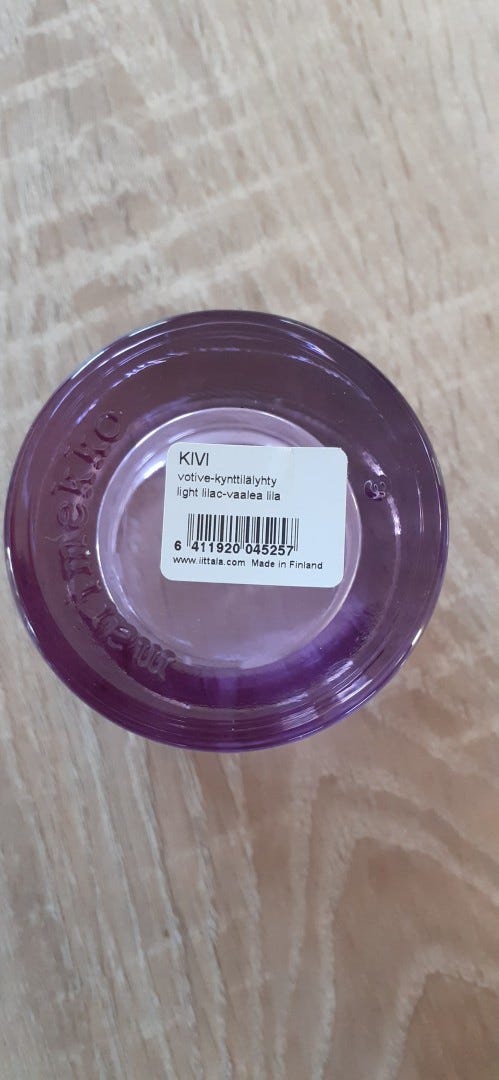 KIVI
votive-kynttilälyhty
light lilac-vaalea lila
6 411920 045257
www.iittala.com Made in Finland
marimekko